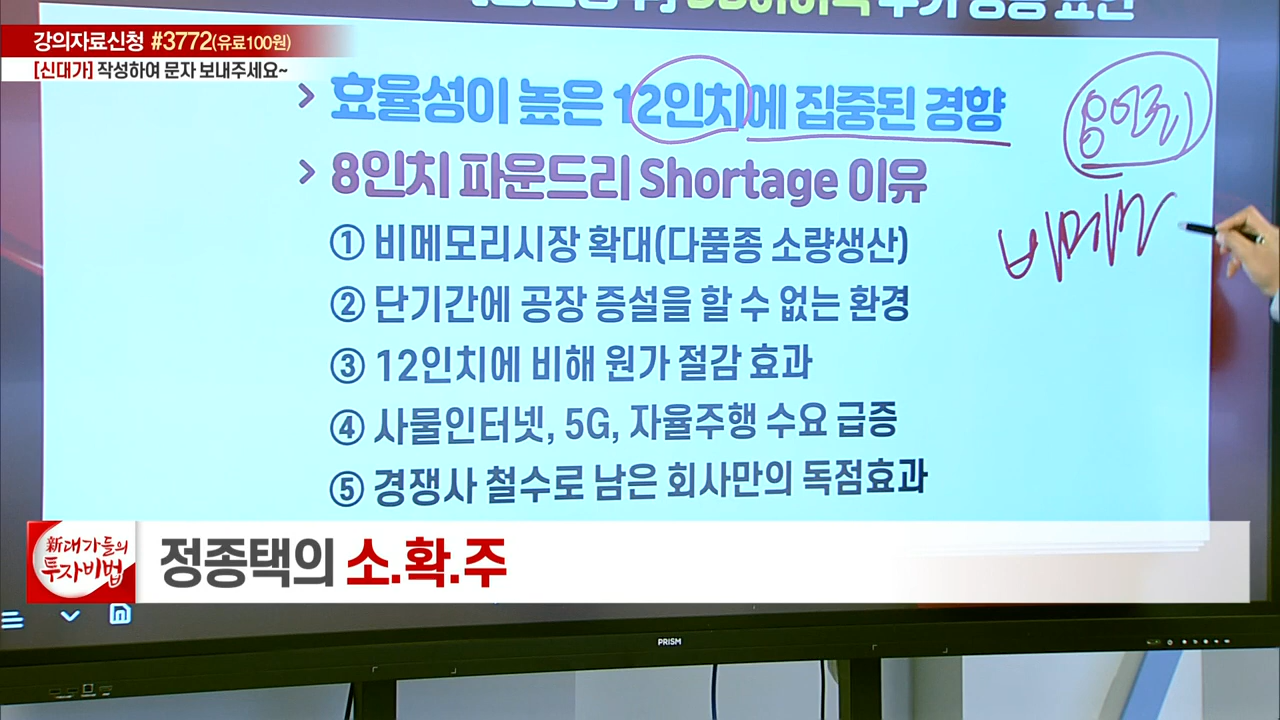 강의자료신청 #3772(유료100원)
[신대가] 작성하여 문자 보내주세요~
> 효율성이 높은 12인치에 집중된 경향
> 8인치 파운드리 Shortage 이유
① 비메모리시장 확대(다품종 소량생산)
② 단기간에 공장 증설을 할 수 없는 환경
③ 12인치에 비해 원가 절감 효과
④ 사물인터넷, 5G, 자율주행 수요 급증
⑤ 경쟁사 철수로 남은 회사만의 독점효과
新대가들의
투자비법
정종택의 소.확.주
PRISM